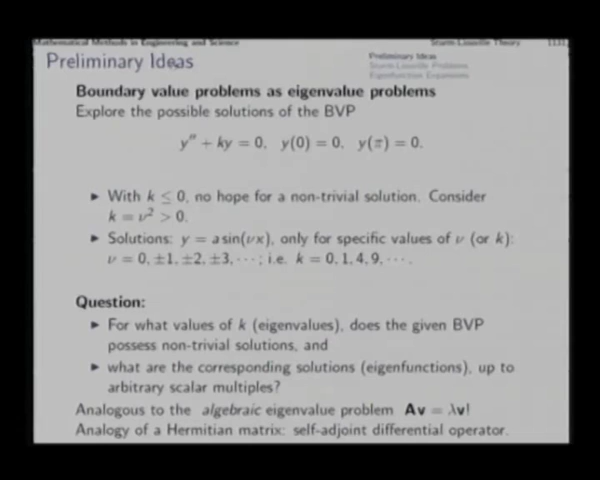 Mathematical Methods in Engineering and Science
Sturm-Liouville Theory
Preliminary Ideas
Preliminary Ideas
Sturm-Liouville Problems
Eigenfunction Expansions
Boundary value problems as eigenvalue problems
Explore the possible solutions of the BVP
y″ + ky = 0, y(0) = 0, y(π) = 0.
▶ With k ≤ 0, no hope for a non-trivial solution. Consider
k = ν² > 0.
▶ Solutions: y = a sin(νx), only for specific values of ν (or k):
ν = 0, ±1, ±2, ±3, ⋯; i.e. k = 0, 1, 4, 9, ⋯.
Question:
▶ For what values of k (eigenvalues), does the given BVP
possess non-trivial solutions, and
▶ what are the corresponding solutions (eigenfunctions), up to
arbitrary scalar multiples?
Analogous to the algebraic eigenvalue problem Av = λv!
Analogy of a Hermitian matrix: self-adjoint differential operator.